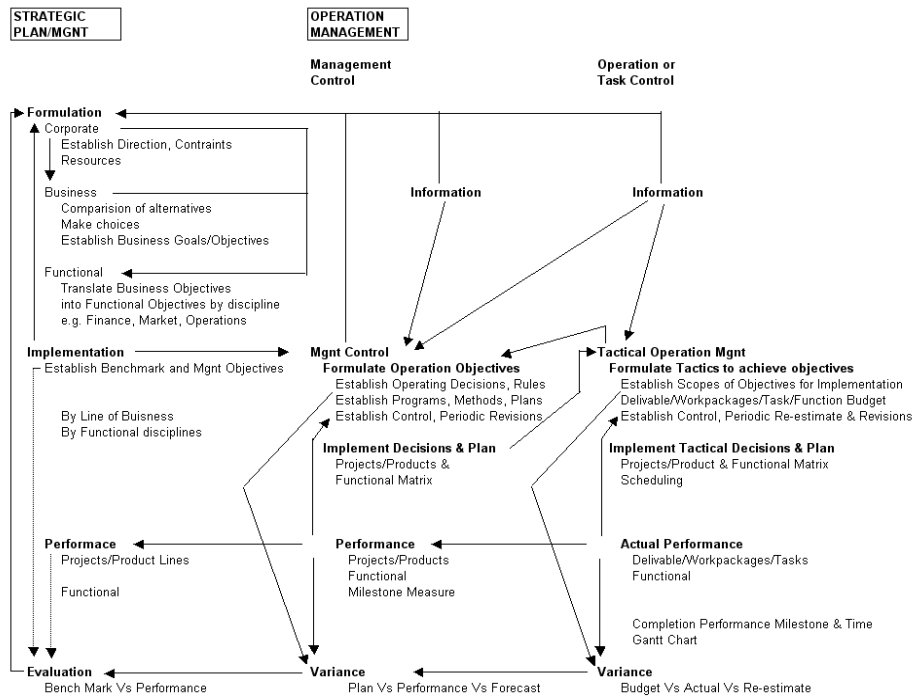 STRATEGIC
PLAN/MGNT
OPERATION
MANAGEMENT
Management
Control
Operation or
Task Control
Formulation
Corporate
Establish Direction, Contraints
Resources
Business
Comparision of alternatives
Make choices
Establish Business Goals/Objectives
Functional
Translate Business Objectives
into Functional Objectives by discipline
e.g. Finance, Market, Operations
Information
Information
Implementation
Establish Benchmark and Mgnt Objectives
By Line of Buisness
By Functional disciplines
Mgnt Control
Formulate Operation Objectives
Establish Operating Decisions, Rules
Establish Programs, Methods, Plans
Establish Control, Periodic Revisions
Implement Decisions & Plan
Projects/Products &
Functional Matrix
Tactical Operation Mgnt
Formulate Tactics to achieve objectives
Establish Scopes of Objectives for Implementation
Delivable/Workpackages/Task/Function Budget
Establish Control, Periodic Re-estimate & Revisions
Implement Tactical Decisions & Plan
Projects/Product & Functional Matrix
Scheduling
Performace
Projects/Product Lines
Functional
Performance
Projects/Products
Functional
Milestone Measure
Actual Performance
Delivable/Workpackages/Tasks
Functional
Completion Performance Milestone & Time
Gantt Chart
Evaluation
Bench Mark Vs Performance
Variance
Plan Vs Performance Vs Forecast
Variance
Budget Vs Actual Vs Re-estimate